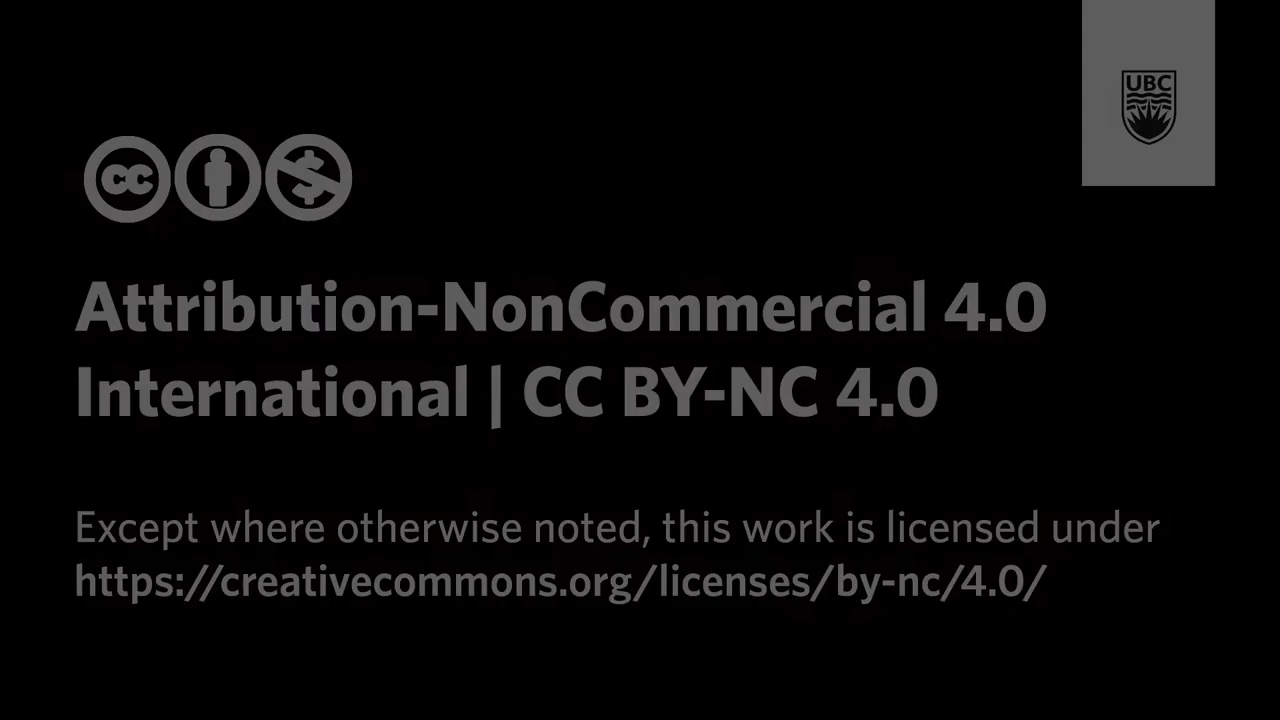 UBC
cc
Attribution-NonCommercial 4.0
International | CC BY-NC 4.0
Except where otherwise noted, this work is licensed under
https://creativecommons.org/licenses/by-nc/4.0/